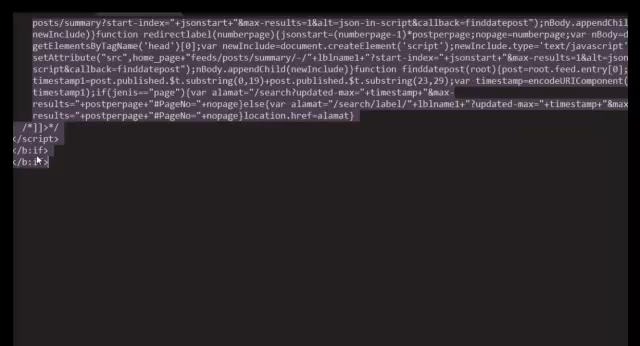 posts/summary?start-index="+jsonstart+"&max-results=1&alt=json-in-script&callback=finddatepost");nBody.appendChil
newInclude)}function redirectlabel(numberpage){jsonstart=(numberpage-1)*postperpage;nopage=numberpage;var nBody=d
getElementsByTagName('head')[0];var newInclude=document.createElement('script');newInclude.type='text/javascript'
setAttribute("src",home_page+"feeds/posts/summary/-/"+lblname1+"?start-index="+jsonstart+"&max-results=1&alt=json
script&callback=finddatepost");nBody.appendChild(newInclude)}function finddatepost(root){post=root.feed.entry[0];
timestamp1=post.published.$t.substring(0,19)+post.published.$t.substring(23,29);var timestamp=encodeURIComponent(
timestamp1);if(jenis=="page"){var alamat="/search?updated-max="+timestamp+"&max-
results="+postperpage+"#PageNo="+nopage}else{var alamat="/search/label/"+lblname1+"?updated-max="+timestamp+"&max
results="+postperpage+"#PageNo="+nopage}location.href=alamat}
/*]]>*/
</script>
</b:if>
</b:if>